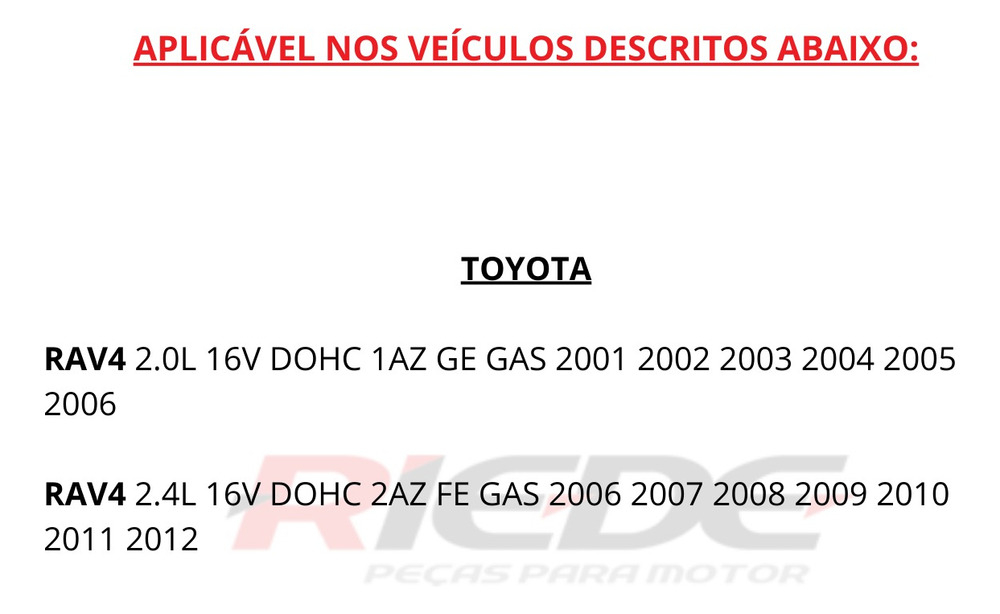 APLICÁVEL NOS VEÍCULOS DESCRITOS ABAIXO:
TOYOTA
RAV4 2.0L 16V DOHC 1AZ GE GAS 2001 2002 2003 2004 2005
2006
RAV4 2.4L 16V DOHC 2AZ FE GAS 2006 2007 2008 2009 2010
2011 2012
RIEDE
PEÇAS PARA MOTOR